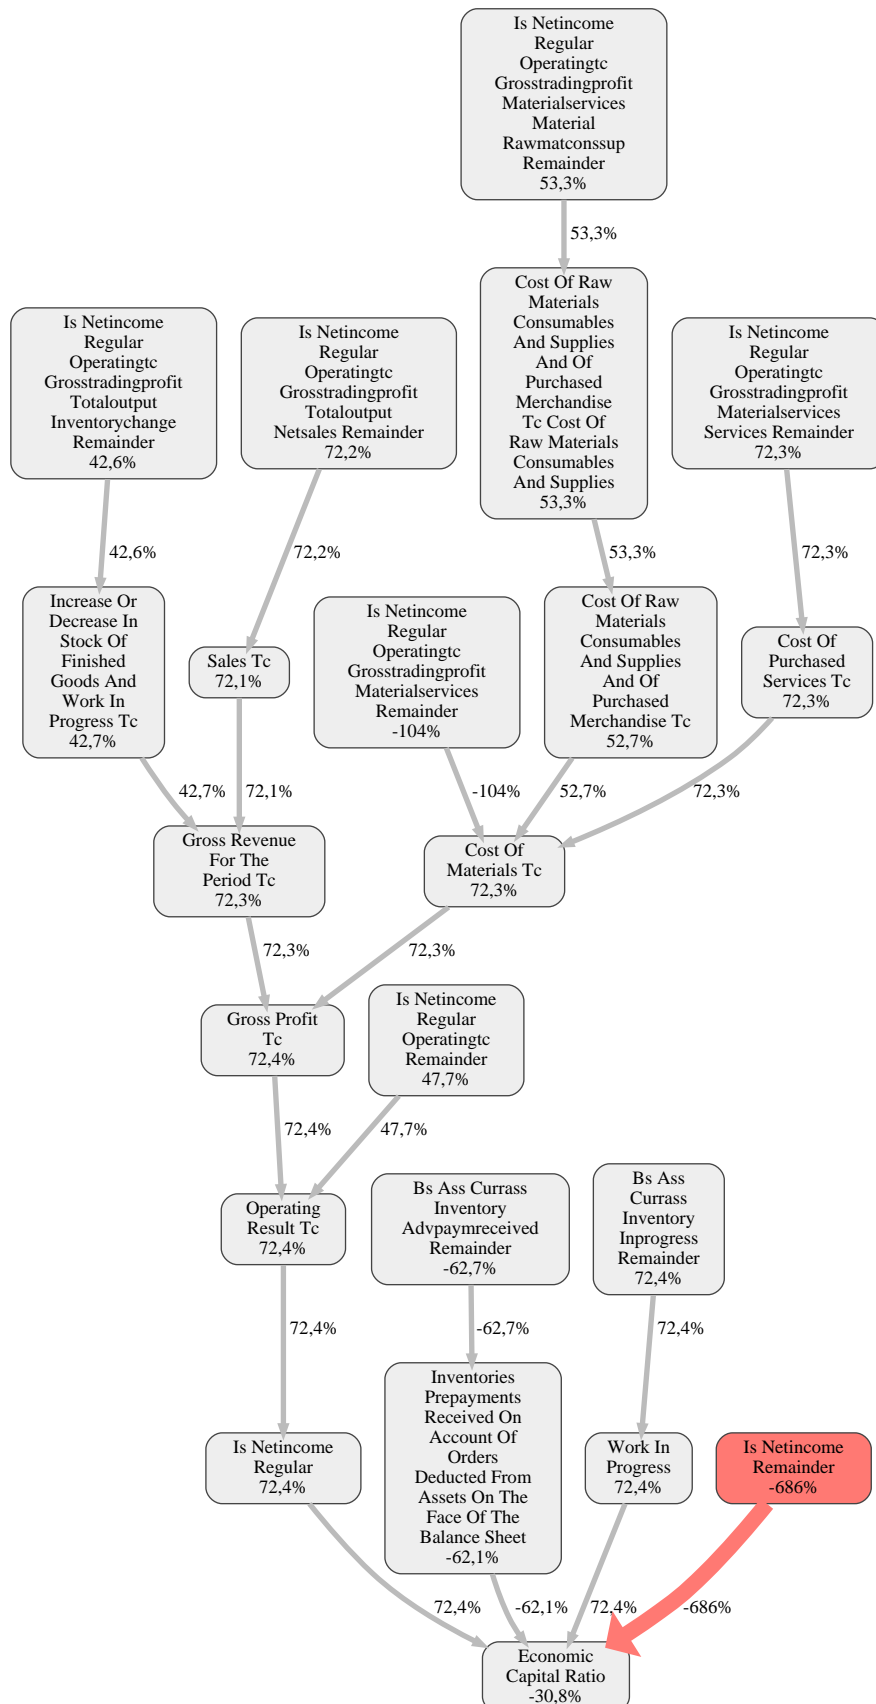 Is Netincome
Regular
Operatingtc
Grosstradingprofit
Materialservices
Material
Rawmatconssup
Remainder
53,3%
53,3%
Cost Of Raw
Materials
Consumables
And Supplies
And Of
Purchased
Merchandise
Tc Cost Of
Raw Materials
Consumables
And Supplies
53,3%
Is Netincome
Regular
Operatingtc
Grosstradingprofit
Totaloutput
Inventorychange
Remainder
42,6%
Is Netincome
Regular
Operatingtc
Grosstradingprofit
Totaloutput
Netsales Remainder
72,2%
Is Netincome
Regular
Operatingtc
Grosstradingprofit
Materialservices
Services Remainder
72,3%
42,6%
72,2%
53,3%
72,3%
Increase Or
Decrease In
Stock Of
Finished
Goods And
Work In
Progress Tc
42,7%
Sales Tc
72,1%
Is Netincome
Regular
Operatingtc
Grosstradingprofit
Materialservices
Remainder
-104%
Cost Of Raw
Materials
Consumables
And Supplies
And Of
Purchased
Merchandise Tc
52,7%
Cost Of
Purchased
Services Tc
72,3%
42,7%
72,1%
-104%
52,7%
72,3%
Gross Revenue
For The
Period Tc
72,3%
Cost Of
Materials Tc
72,3%
72,3%
72,3%
Gross Profit
Tc
72,4%
Is Netincome
Regular
Operatingtc
Remainder
47,7%
72,4%
47,7%
Operating
Result Tc
72,4%
Bs Ass Currass
Inventory
Advpaymreceived
Remainder
-62,7%
Bs Ass
Currass
Inventory
Inprogress
Remainder
72,4%
72,4%
-62,7%
72,4%
Is Netincome
Regular
72,4%
Inventories
Prepayments
Received On
Account Of
Orders
Deducted From
Assets On The
Face Of The
Balance Sheet
-62,1%
Work In
Progress
72,4%
Is Netincome
Remainder
-686%
72,4%
-62,1%
72,4%
-686%
Economic
Capital Ratio
-30,8%